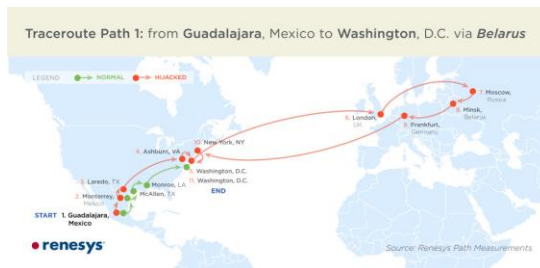 Traceroute Path 1: from Guadalajara, Mexico to Washington, D.C. via Belarus
LEGEND NORMAL HIJACKED
7. Moscow,
Russia
6. London,
UK
8. Minsk,
Belarus
9. Frankfurt,
Germany
10. New York, NY
4. Ashburn, VA
5. Washington, D.C.
11. Washington, D.C.
END
3. Laredo, TX
Monroe, LA
McAllen, TX
2. Monterrey,
Mexico
START 1. Guadalajara,
Mexico
renesys
Source: Renesys Path Measurements